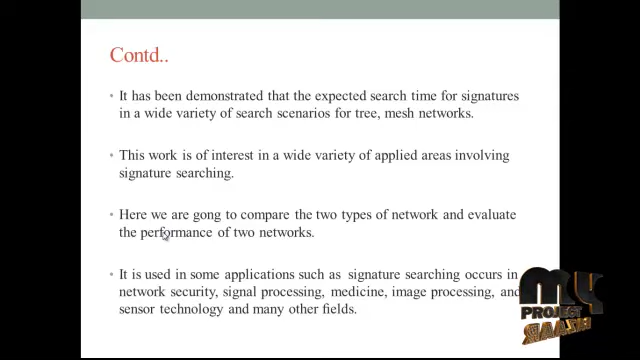 Contd..
• It has been demonstrated that the expected search time for signatures
in a wide variety of search scenarios for tree, mesh networks.
• This work is of interest in a wide variety of applied areas involving
signature searching.
• Here we are gong to compare the two types of network and evaluate
the performance of two networks.
• It is used in some applications such as signature searching occurs in
network security, signal processing, medicine, image processing, and
sensor technology and many other fields.
MY
PROJECT
BAZAAR